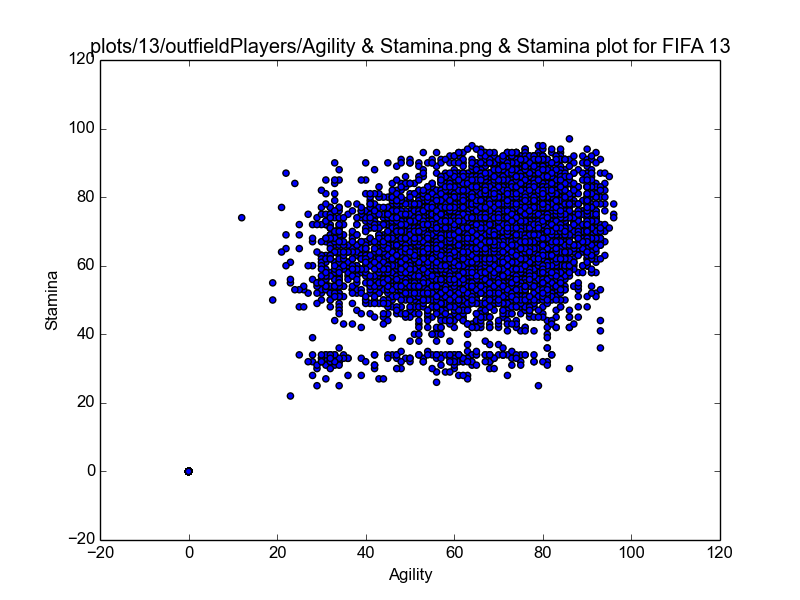 plots/13/outfieldPlayers/Agility & Stamina.png & Stamina plot for FIFA 13
120
100
80
60
40
20
0
−20
Stamina
−20 0 20 40 60 80 100 120
Agility